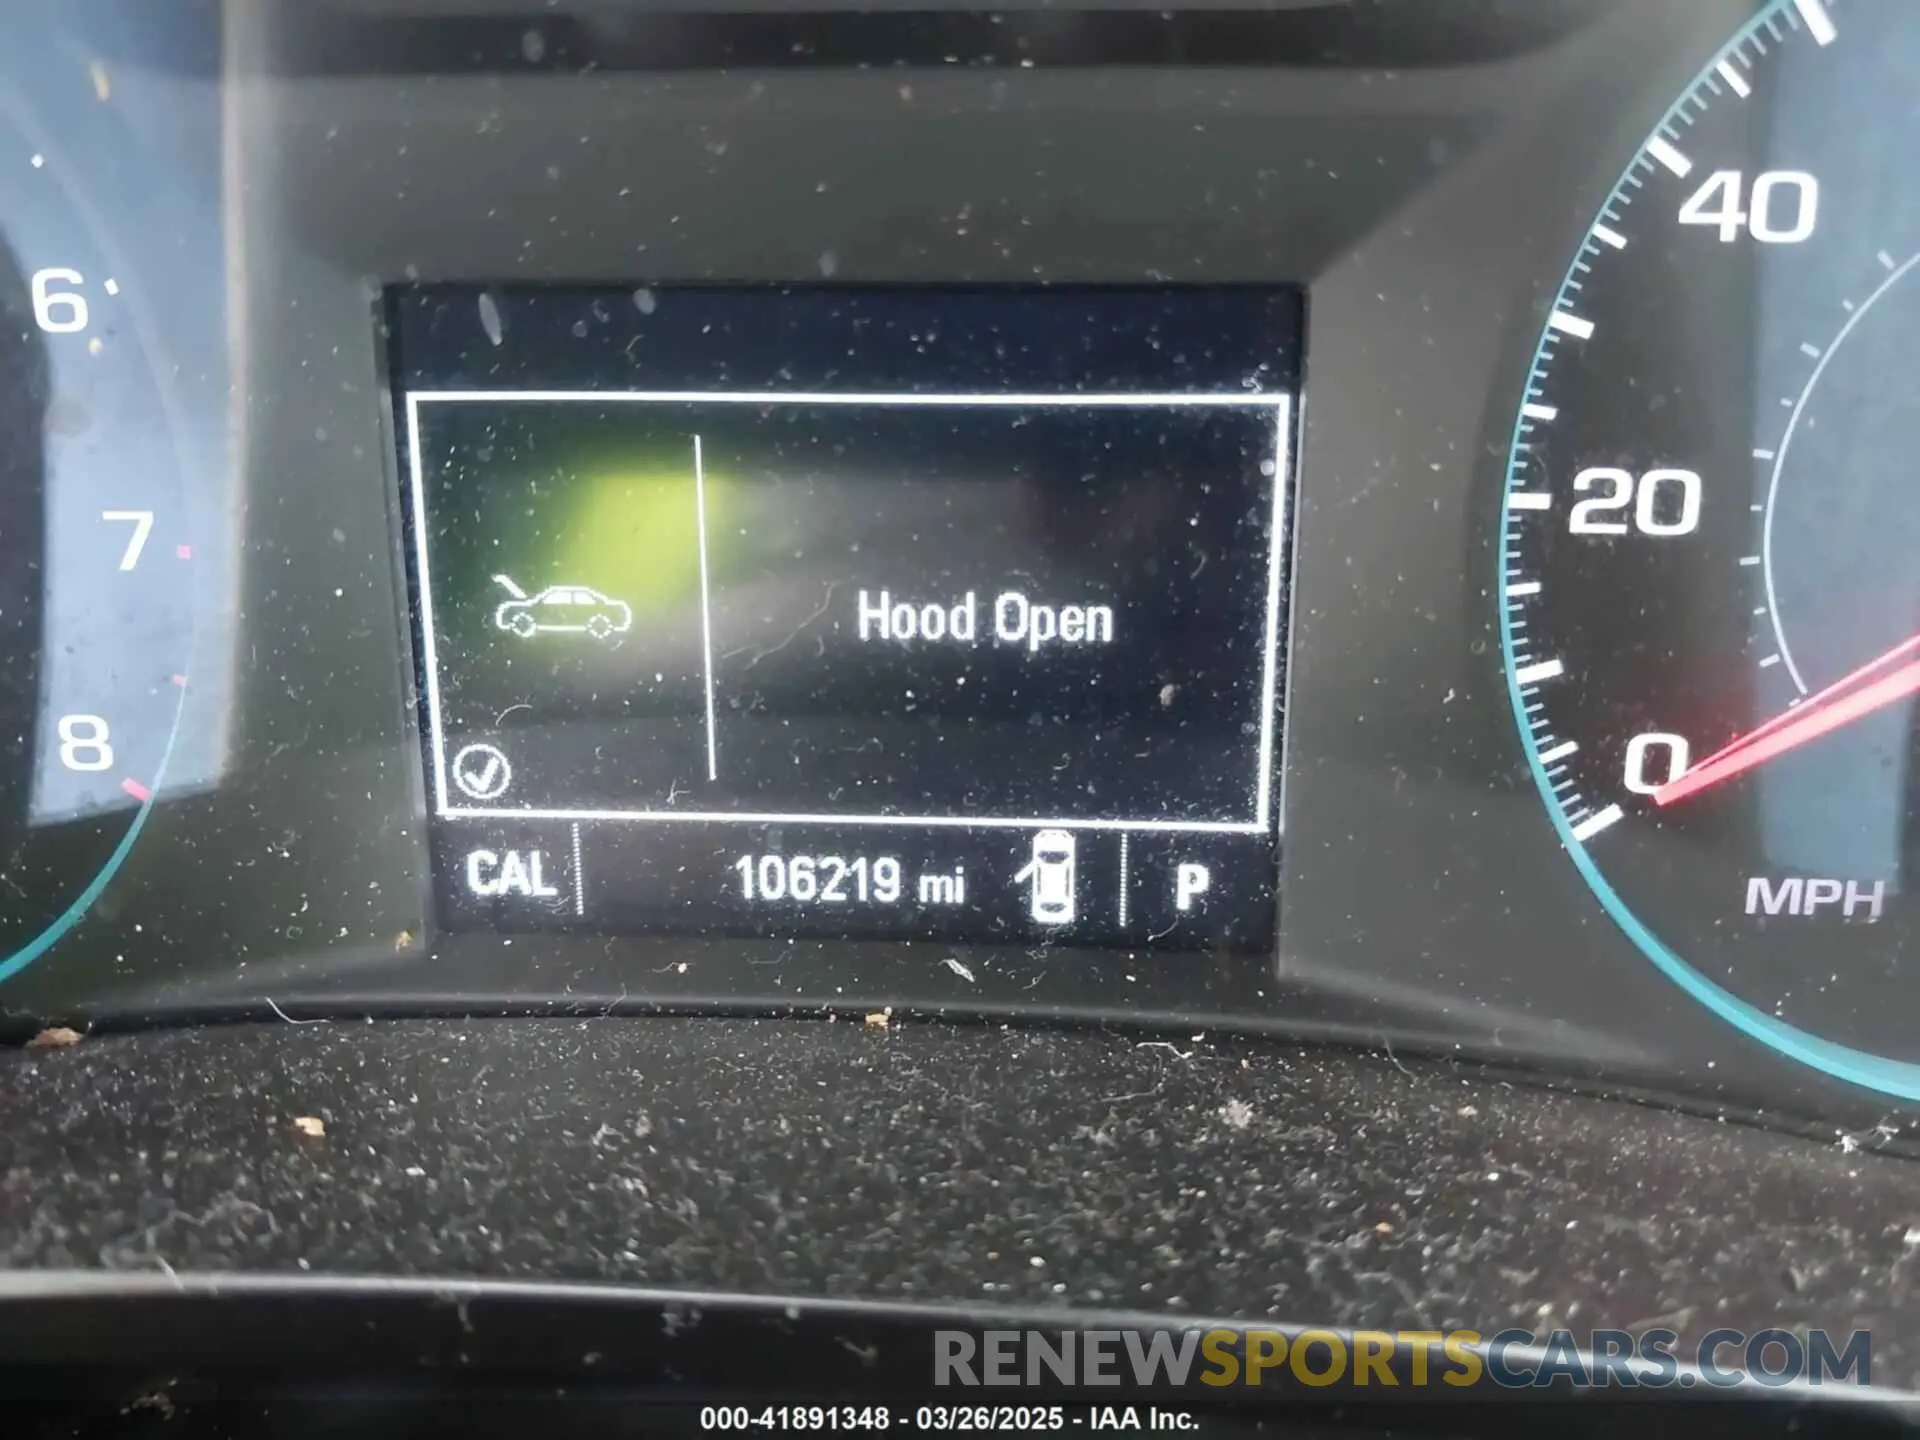 40
6
20
7
Hood Open
8
0
CAL
106219 mi
P
MPH
RENEWSPORTSCARS.COM
000-41891348 - 03/26/2025 - IAA Inc.